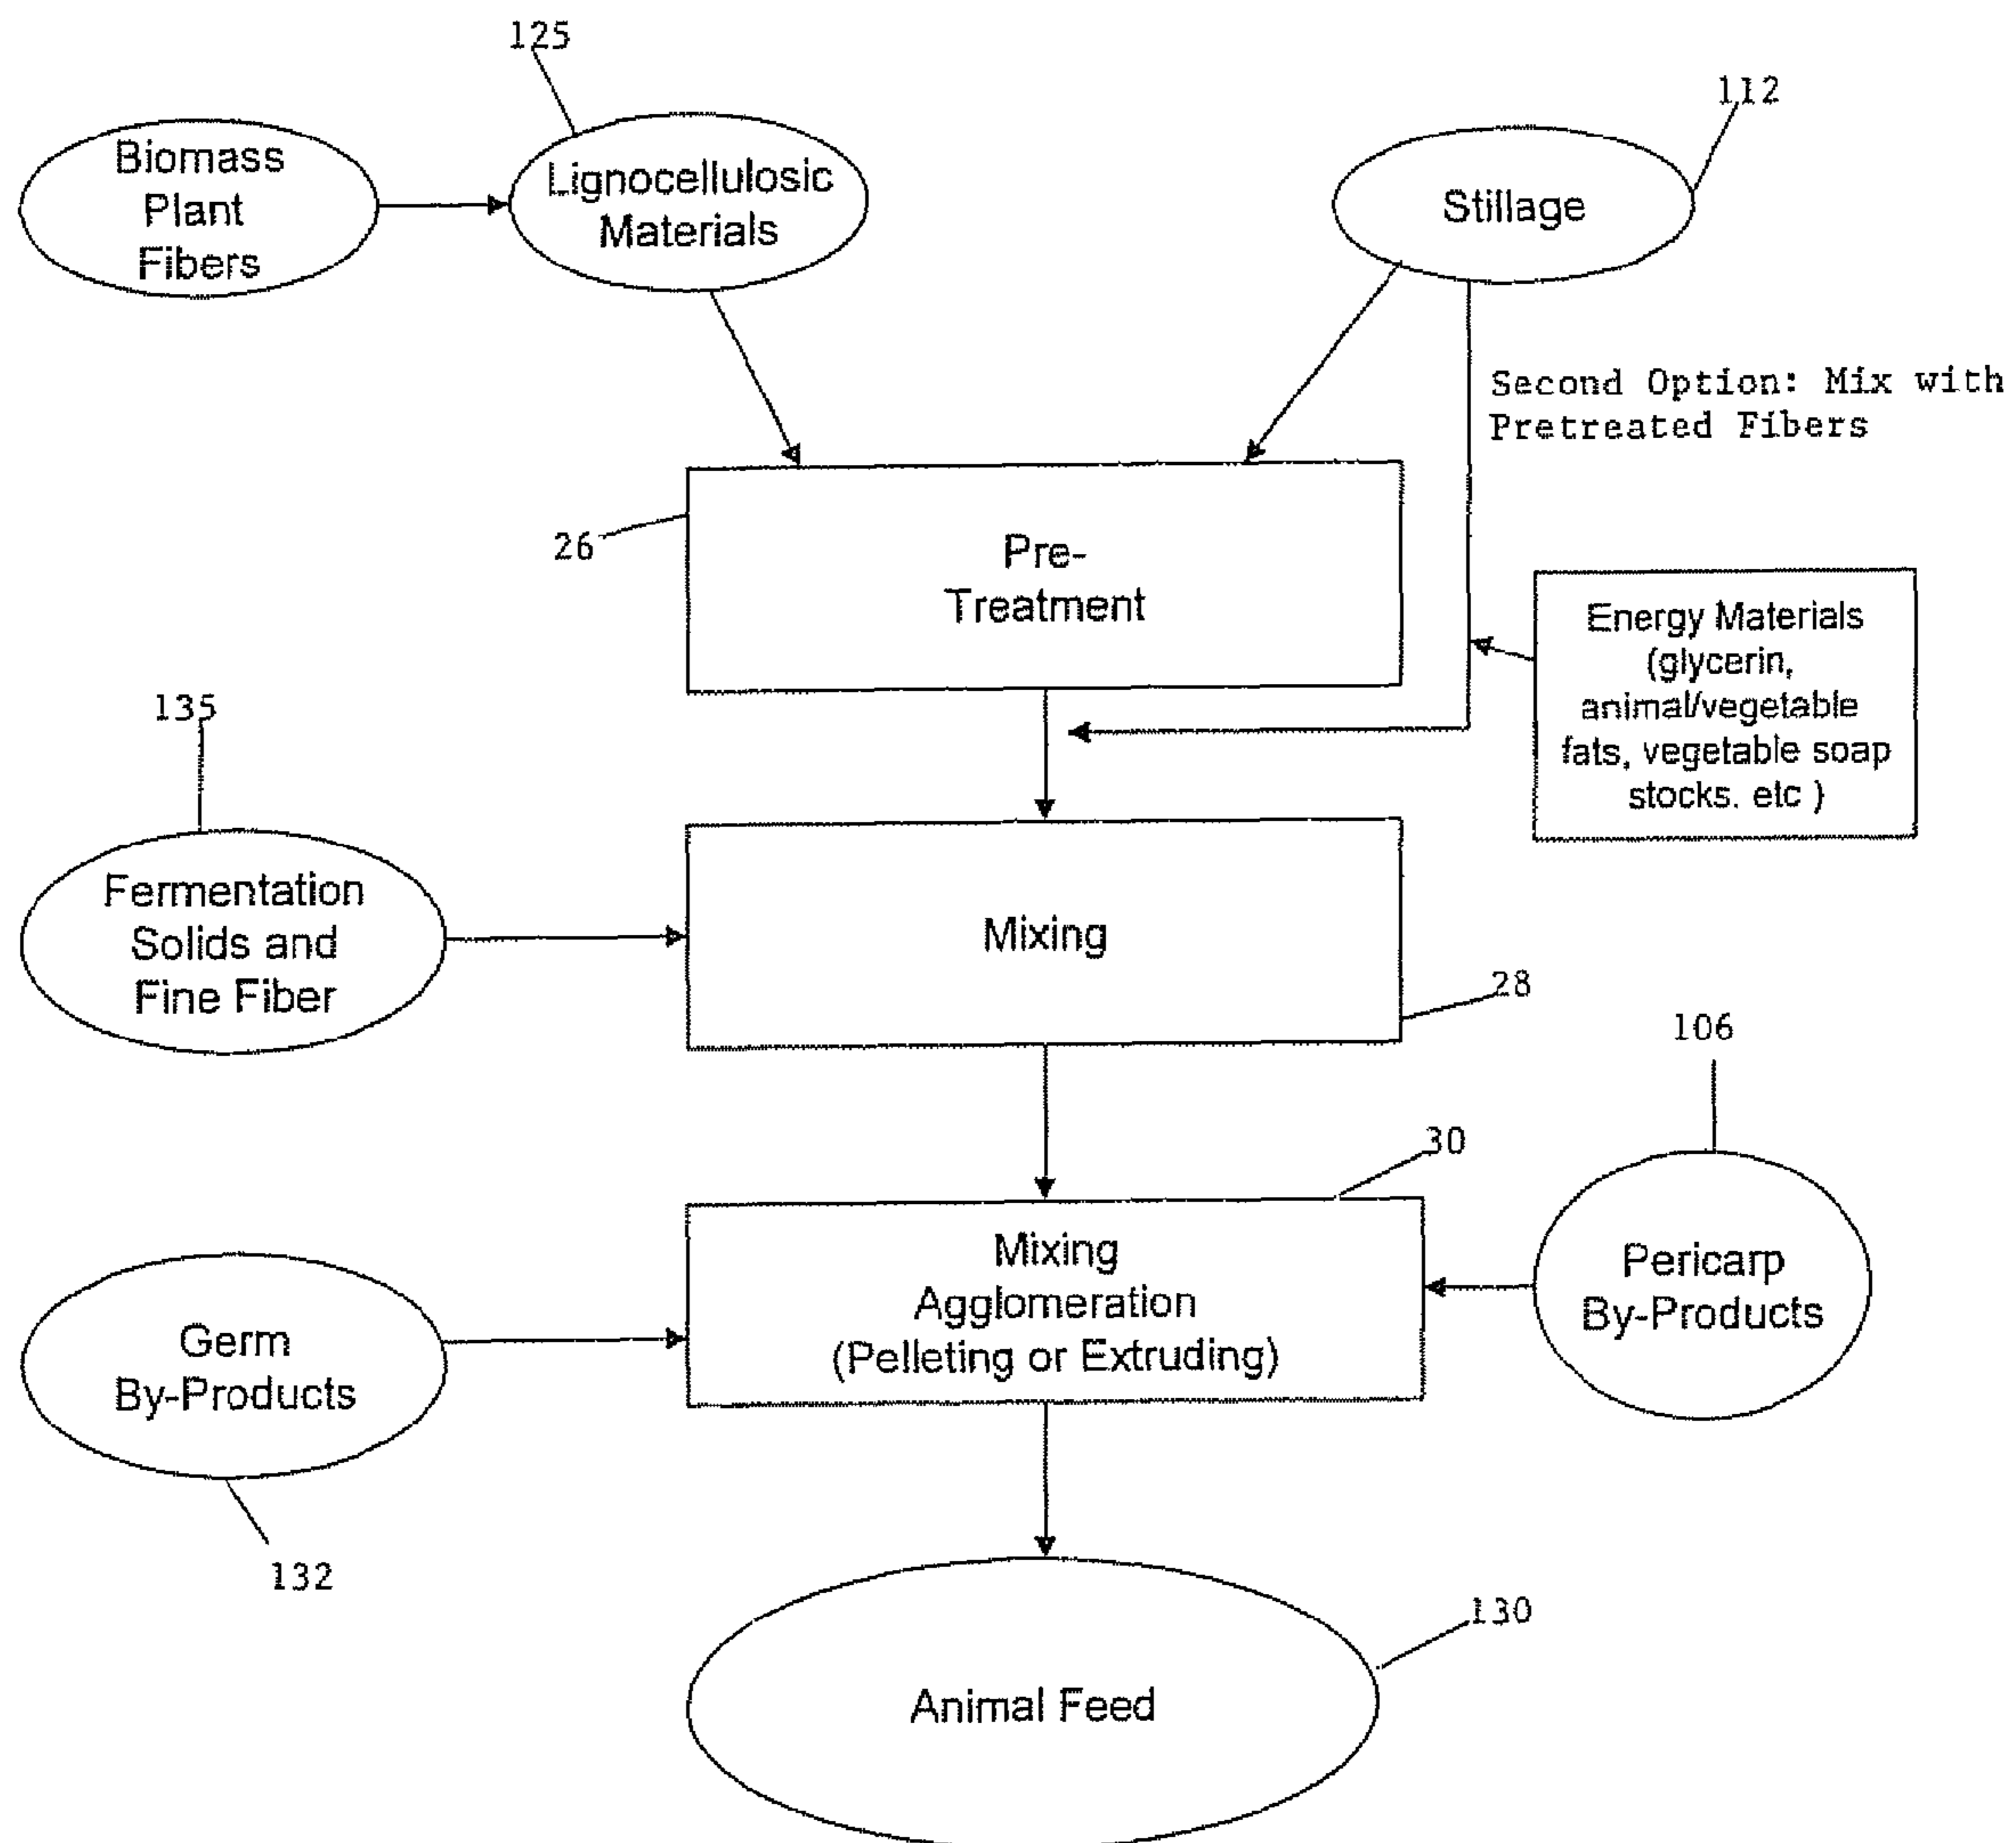 125
112
Biomass
Plant
Fibers
Lignocellulosic
Materials
Stillage
Second Option: Mix with
Pretreated Fibers
26
Pre-
Treatment
Energy Materials
(glycerin,
animal/vegetable
fats, vegetable soap
stocks. etc )
135
Fermentation
Solids and
Fine Fiber
Mixing
28
106
30
Mixing
Agglomeration
(Pelleting or Extruding)
Pericarp
By-Products
Germ
By-Products
132
130
Animal Feed